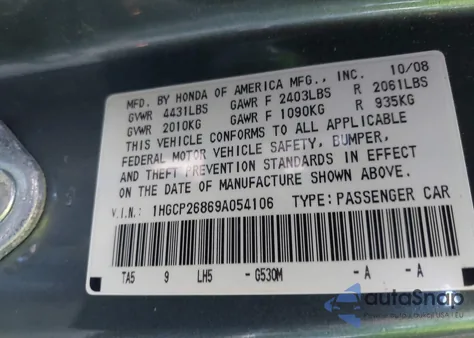 MFD. BY HONDA OF AMERICA MFG., INC. 10/08
GVWR 4431LBS GAWR F 2403LBS R 2061LBS
GVWR 2010KG GAWR F 1090KG R 935KG
THIS VEHICLE CONFORMS TO ALL APPLICABLE
FEDERAL MOTOR VEHICLE SAFETY, BUMPER,
AND THEFT PREVENTION STANDARDS IN EFFECT
ON THE DATE OF MANUFACTURE SHOWN ABOVE.
V.I.N.: 1HGCP26869A054106 TYPE: PASSENGER CAR
TA5 9 LH5 -G530M -A -A
autoSnap